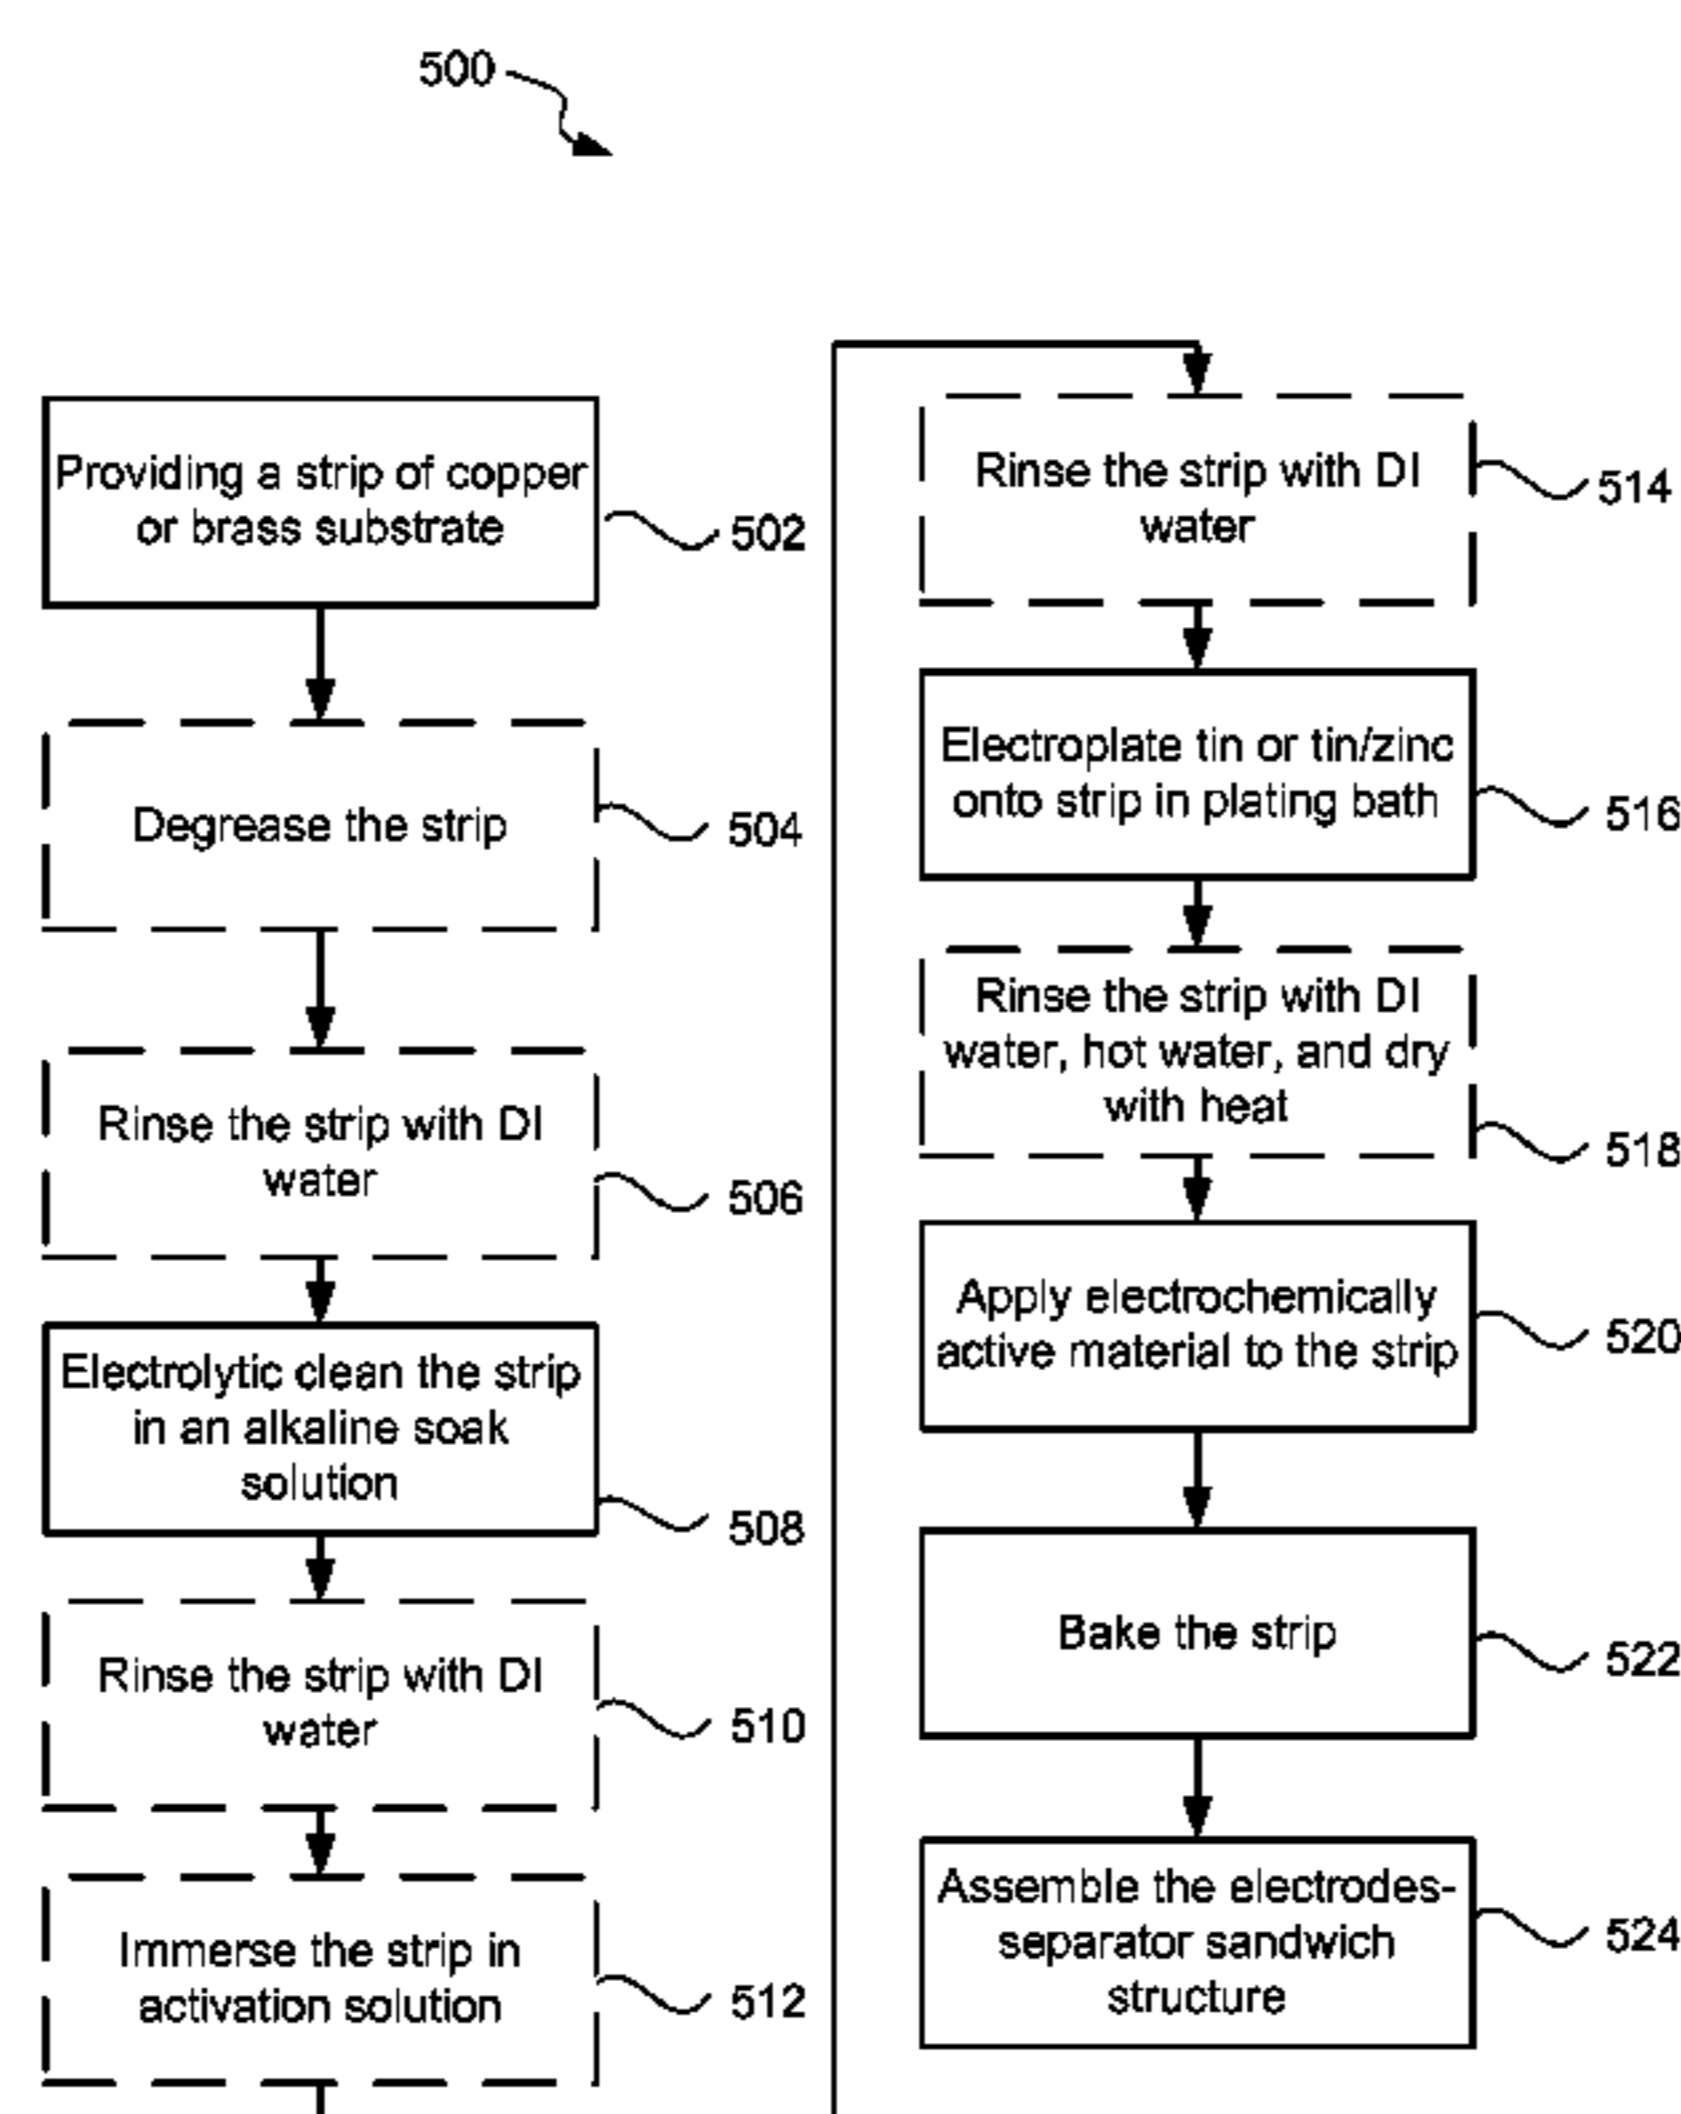 500
Providing a strip of copper
or brass substrate
502
Degrease the strip
504
Rinse the strip with DI
water
506
Electrolytic clean the strip
in an alkaline soak
solution
508
Rinse the strip with DI
water
510
Immerse the strip in
activation solution
512
Rinse the strip with DI
water
514
Electroplate tin or tin/zinc
onto strip in plating bath
516
Rinse the strip with DI
water, hot water, and dry
with heat
518
Apply electrochemically
active material to the strip
520
Bake the strip
522
Assemble the electrodes-
separator sandwich
structure
524